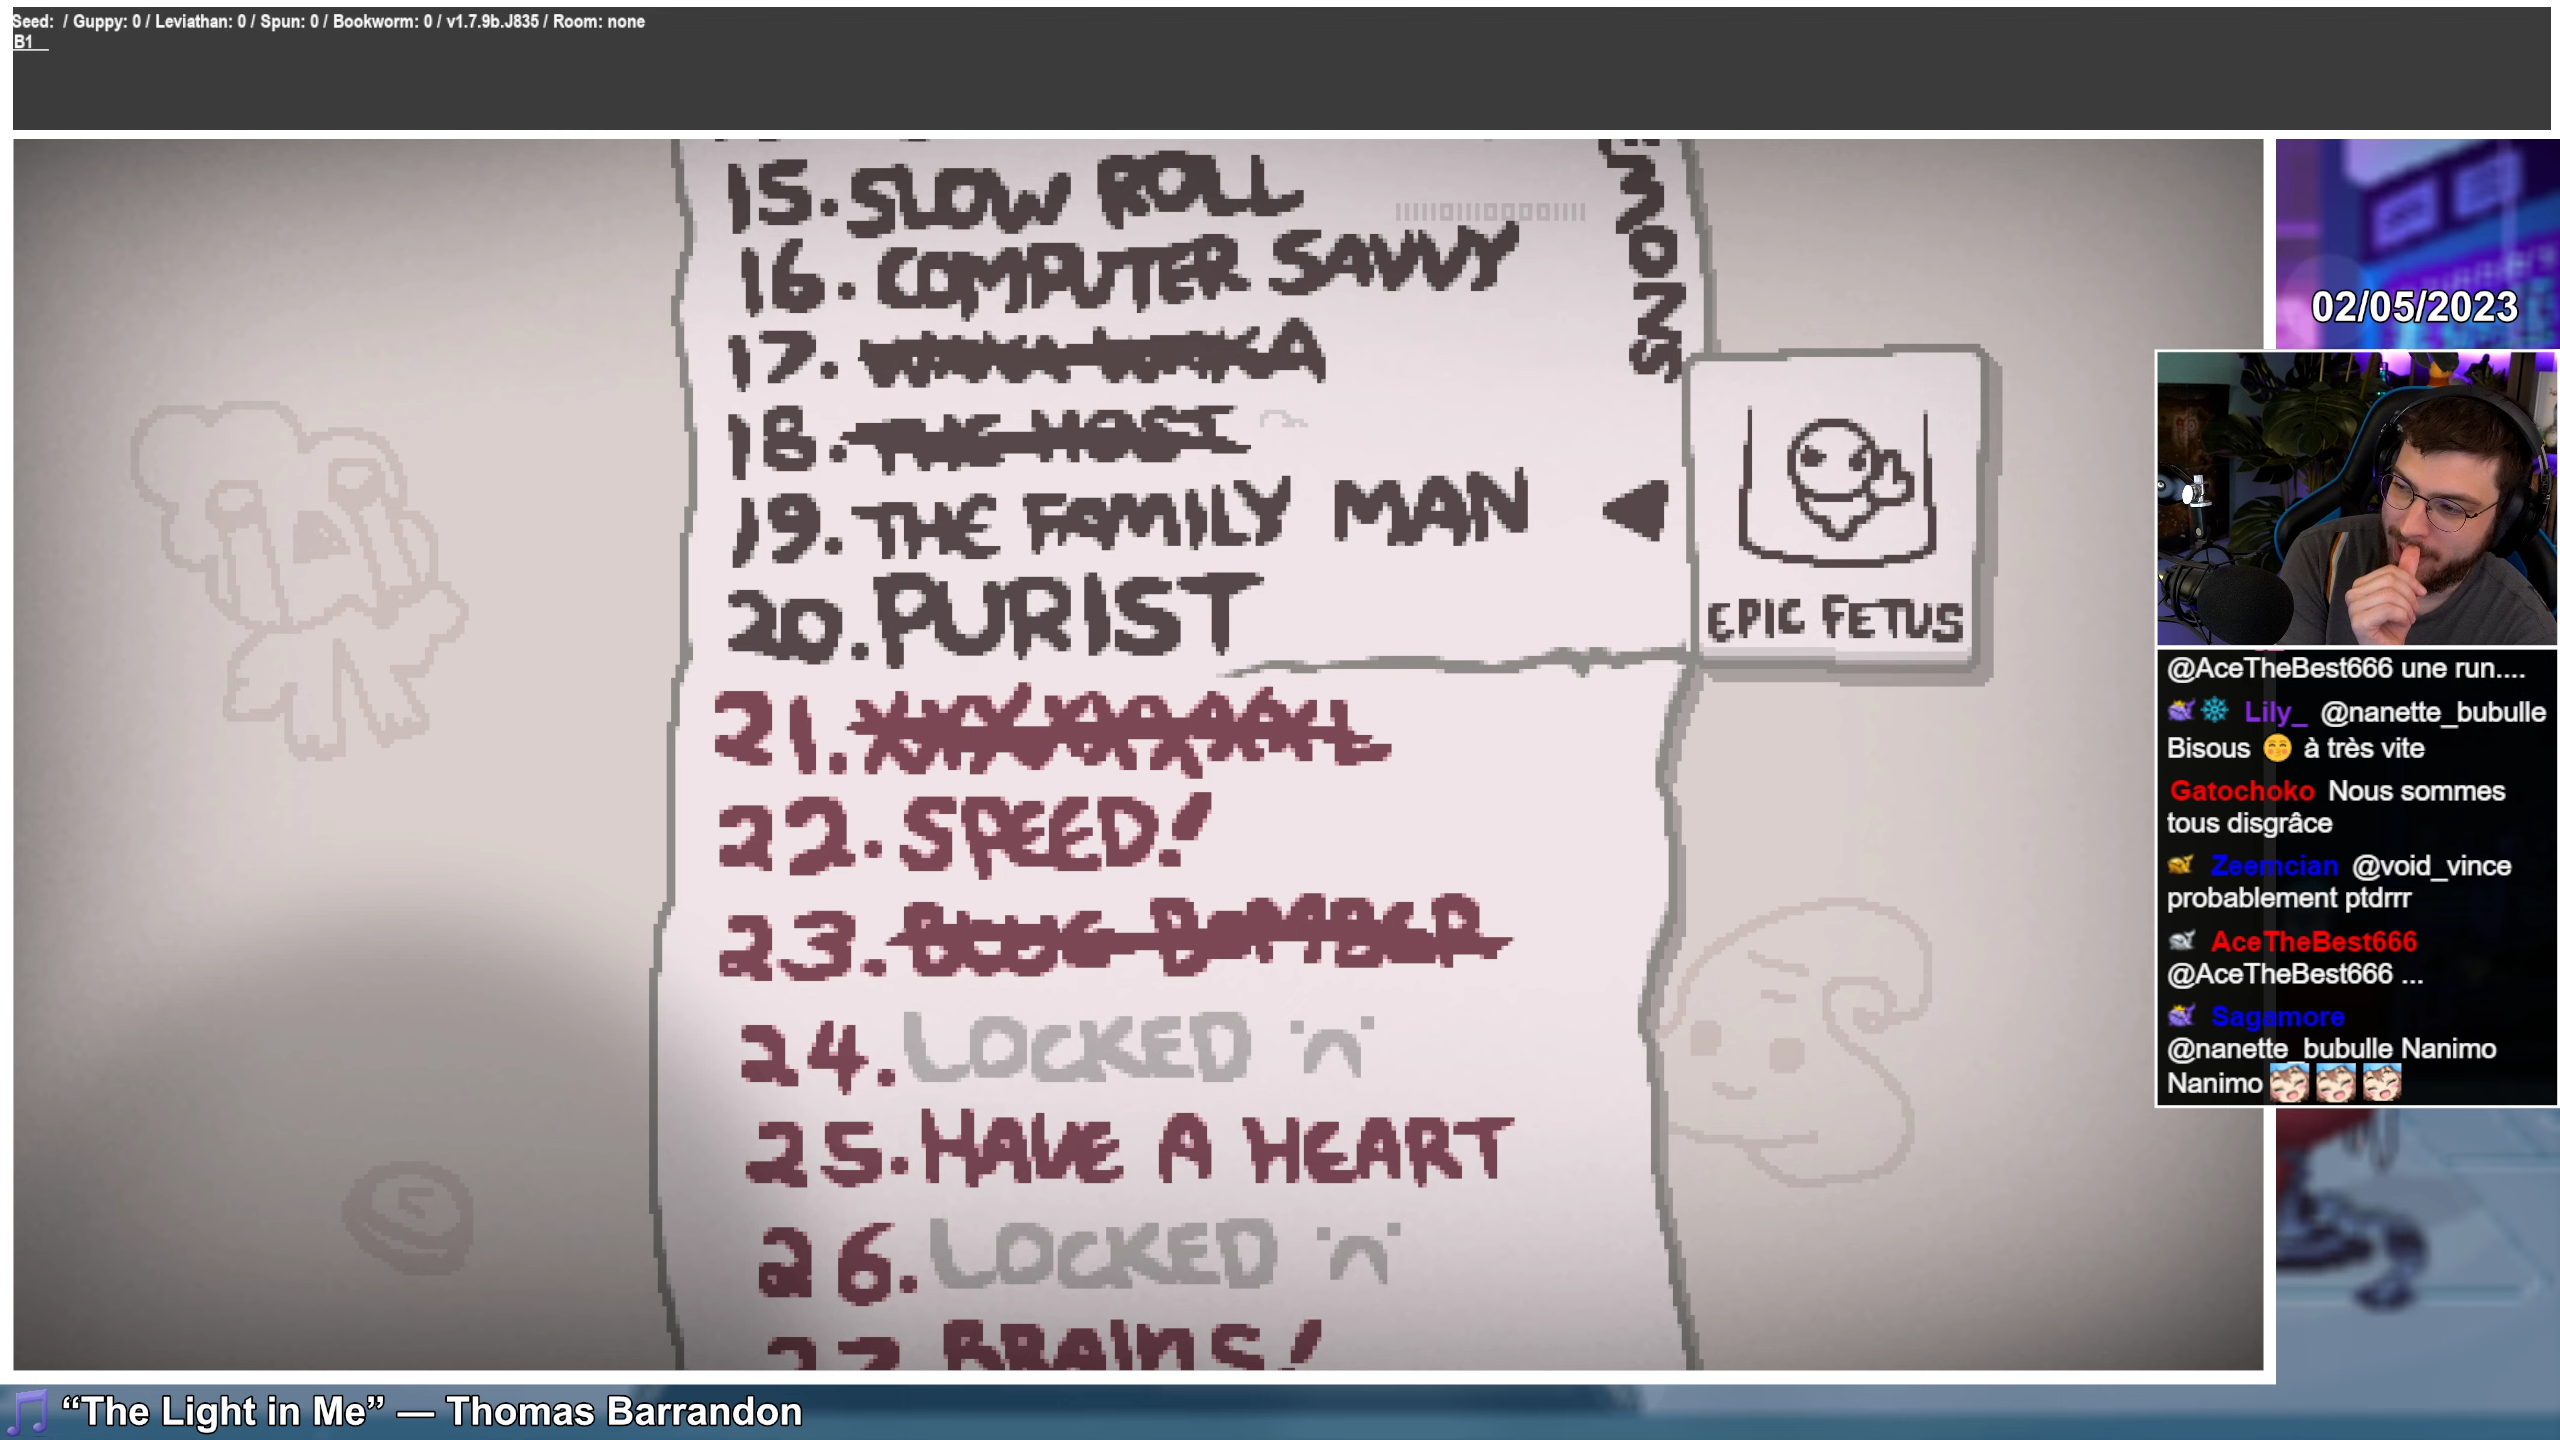 Seed:  / Guppy: 0 / Leviathan: 0 / Spun: 0 / Bookworm: 0 / v1.7.9b.J835 / Room: none
B1
15. SLOW ROLL
16. COMPUTER SAVVY
17. WAKA WAKA
18. THE HOST
19. THE FAMILY MAN
20. PURIST
21.
22. SPEED!
23. BLUE BOMBER
24. LOCKED
25. HAVE A HEART
26. LOCKED
27. BRAINS!
EPIC FETUS
02/05/2023
@AceTheBest666 une run....
Lily_ @nanette_bubulle
Bisous 😚 à très vite
Gatochoko Nous sommes
tous disgrâce
Zeemcian @void_vince
probablement ptdrrr
AceTheBest666
@AceTheBest666 ...
Sagamore
@nanette_bubulle Nanimo
Nanimo
“The Light in Me” — Thomas Barrandon